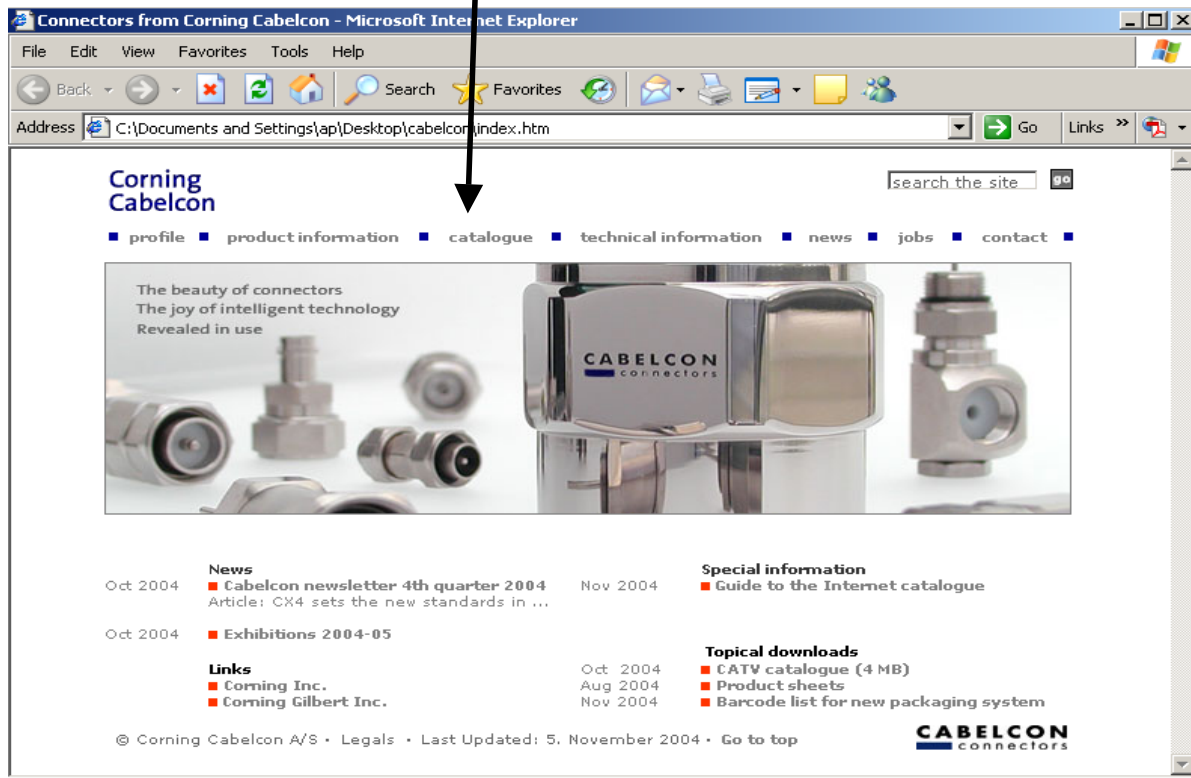 Connectors from Corning Cabelcon - Microsoft Internet Explorer
File Edit View Favorites Tools Help
Back Search Favorites
Address C:\Documents and Settings\ap\Desktop\cabelcon\index.htm Go Links »
Corning
Cabelcon
search the site go
profile product information catalogue technical information news jobs contact
The beauty of connectors
The joy of intelligent technology
Revealed in use
CABELCON
connectors
News
Oct 2004 Cabelcon newsletter 4th quarter 2004
Article: CX4 sets the new standards in ...
Oct 2004 Exhibitions 2004-05
Links
Corning Inc.
Corning Gilbert Inc.
Special information
Nov 2004 Guide to the Internet catalogue
Topical downloads
Oct 2004 CATV catalogue (4 MB)
Aug 2004 Product sheets
Nov 2004 Barcode list for new packaging system
© Corning Cabelcon A/S · Legals · Last Updated: 5. November 2004 · Go to top
CABELCON
connectors